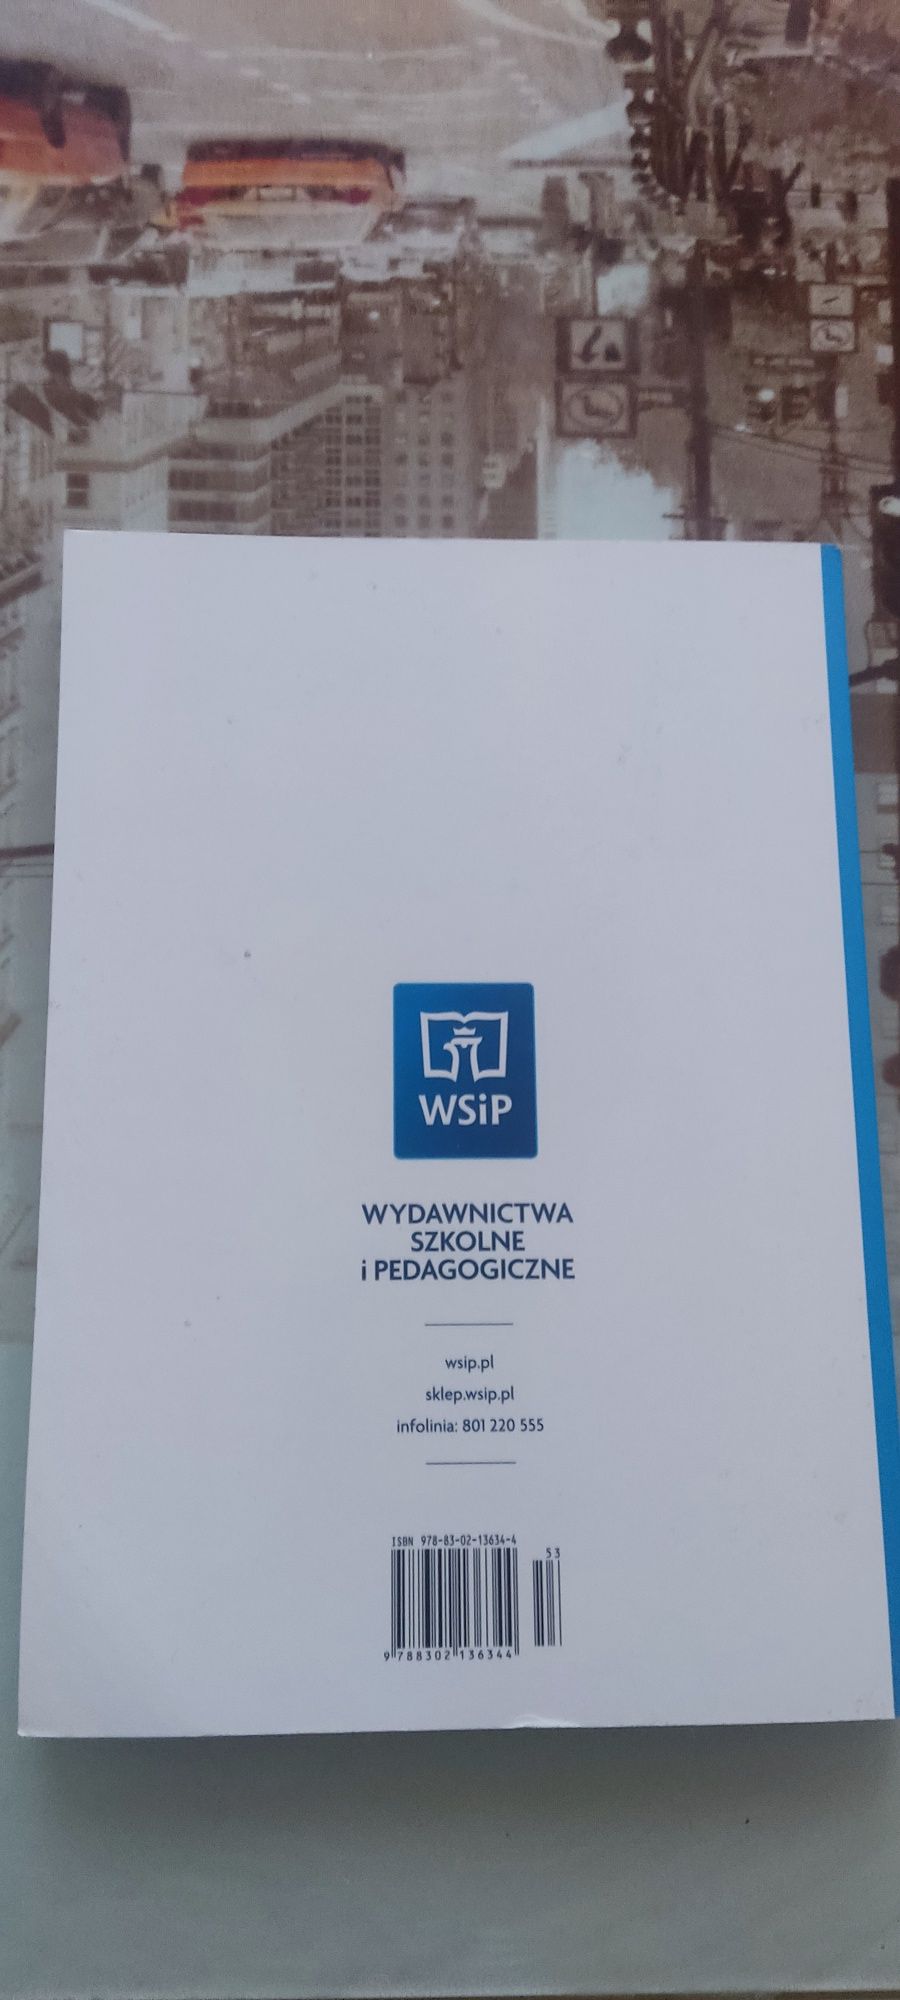 WSiP
WYDAWNICTWA
SZKOLNE
i PEDAGOGICZNE
wsip.pl
sklep.wsip.pl
infolinia: 801 220 555
ISBN 978-83-02-13634-4
53
9 788302 136344